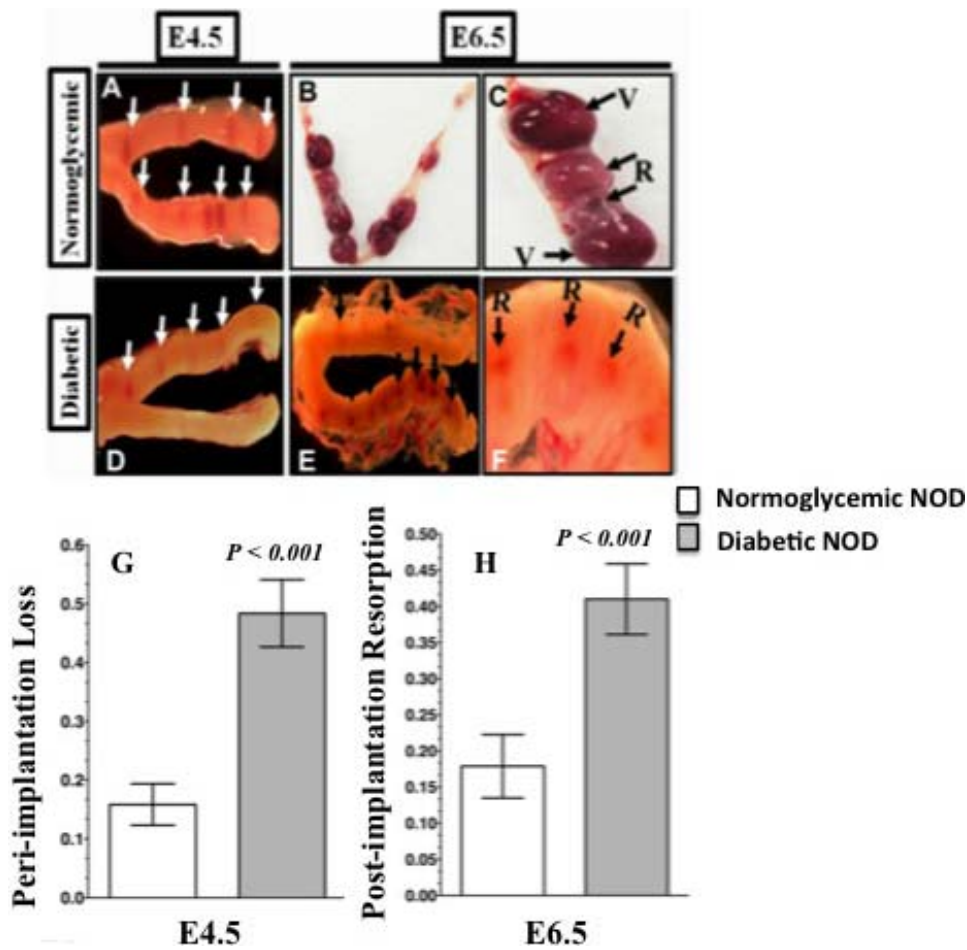 E4.5 E6.5
Normoglycemic
A B C
V
R
V
Diabetic
R R R
D E F
Normoglycemic NOD
Diabetic NOD
G
P < 0.001
Peri-implantation Loss
0.6
0.5
0.4
0.3
0.2
0.1
0.0
E4.5
H
P < 0.001
Post-implantation Resorption
0.50
0.45
0.40
0.35
0.30
0.25
0.20
0.15
0.10
0.05
0.00
E6.5